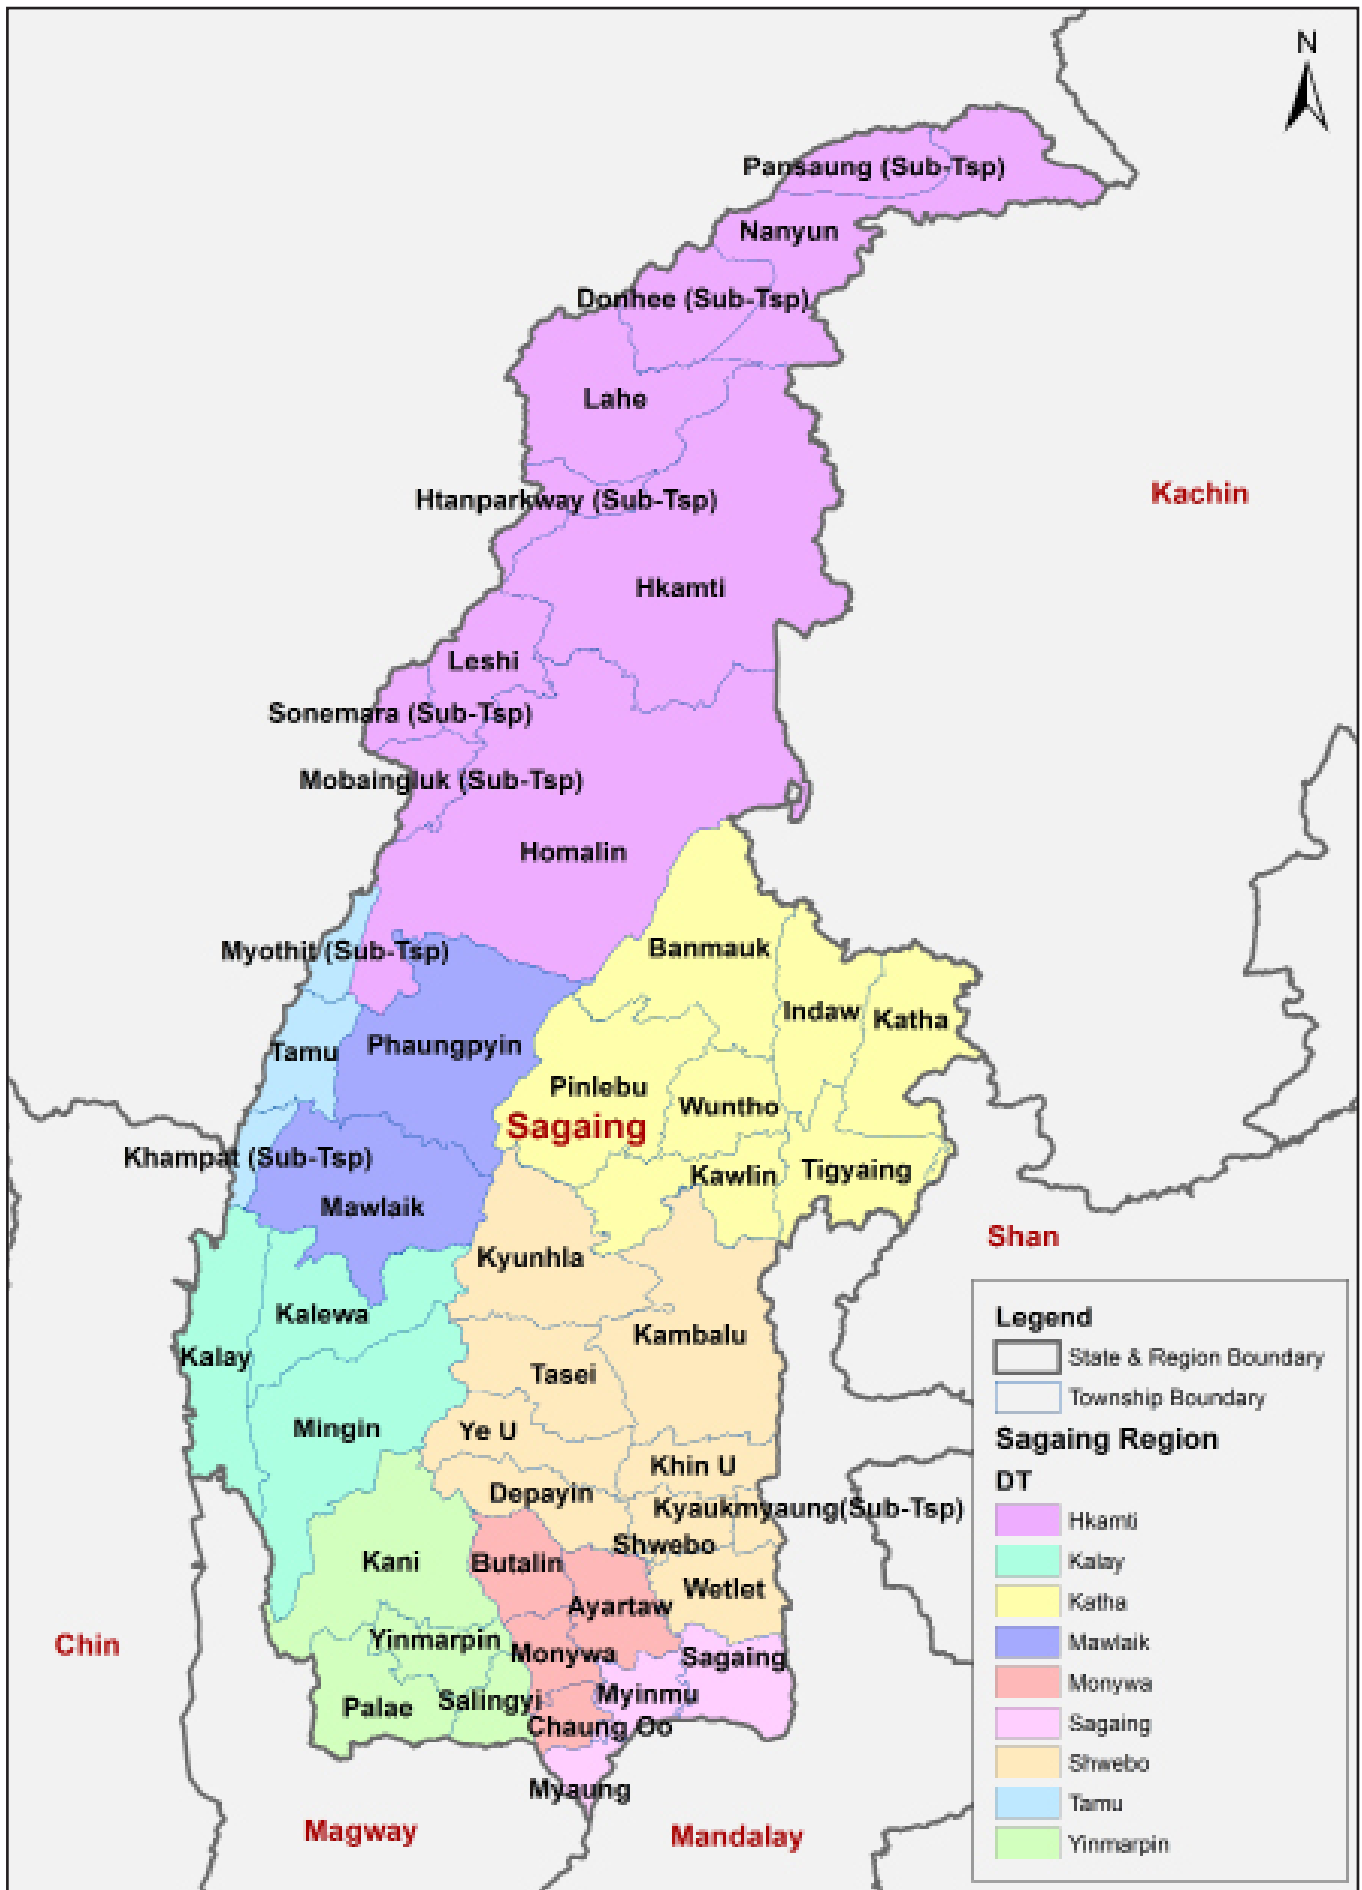 N
Pansaung (Sub-Tsp)
Nanyun
Donhee (Sub-Tsp)
Lahe
Kachin
Htanparkway (Sub-Tsp)
Hkamti
Leshi
Sonemara (Sub-Tsp)
Mobaingluk (Sub-Tsp)
Homalin
Banmauk
Myothit (Sub-Tsp)
Indaw
Katha
Phaungpyin
Tamu
Pinlebu
Wuntho
Sagaing
Khampat (Sub-Tsp)
Tigyaing
Kawlin
Mawlaik
Shan
Kyunhla
Kalewa
Kambalu
Kalay
Tasei
Mingin
Ye U
Khin U
Depayin
Kyaukmyaung(Sub-Tsp)
Shwebo
Kani
Butalin
Wetlet
Ayartaw
Chin
Yinmarpin
Monywa
Sagaing
Myinmu
Salingyi
Palae
Chaung Oo
Myaung
Magway
Mandalay
Legend
State & Region Boundary
Township Boundary
Sagaing Region
DT
Hkamti
Kalay
Katha
Mawlaik
Monywa
Sagaing
Shwebo
Tamu
Yinmarpin